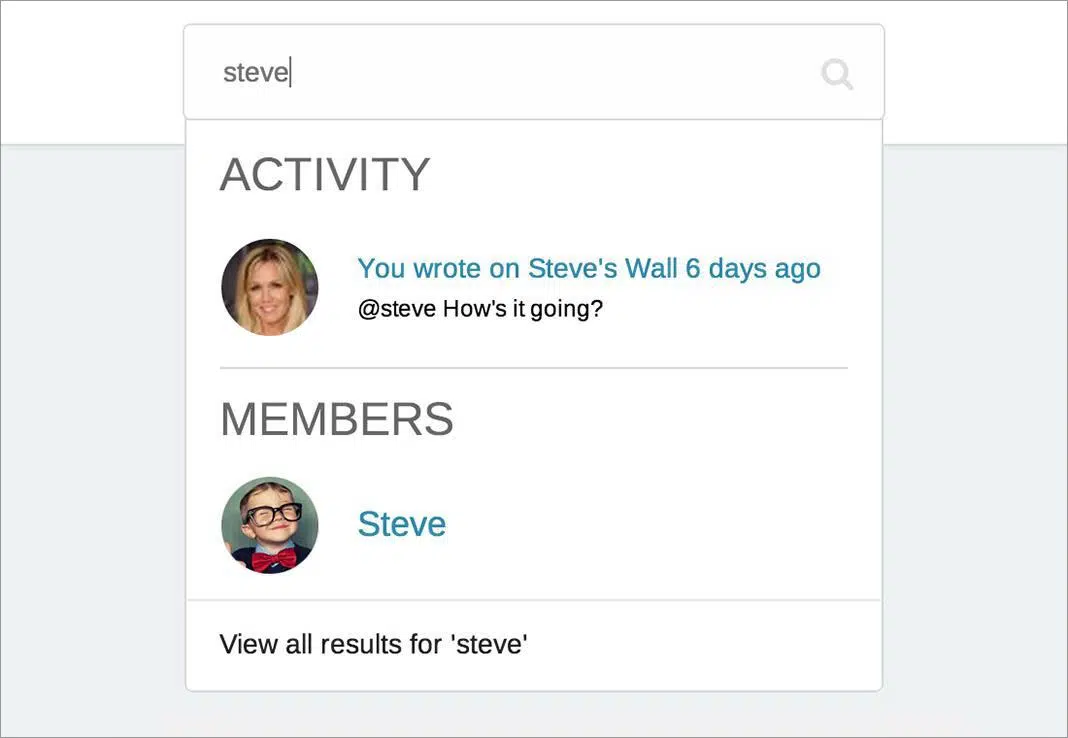 steve
ACTIVITY
You wrote on Steve's Wall 6 days ago
@steve How's it going?
MEMBERS
Steve
View all results for 'steve'